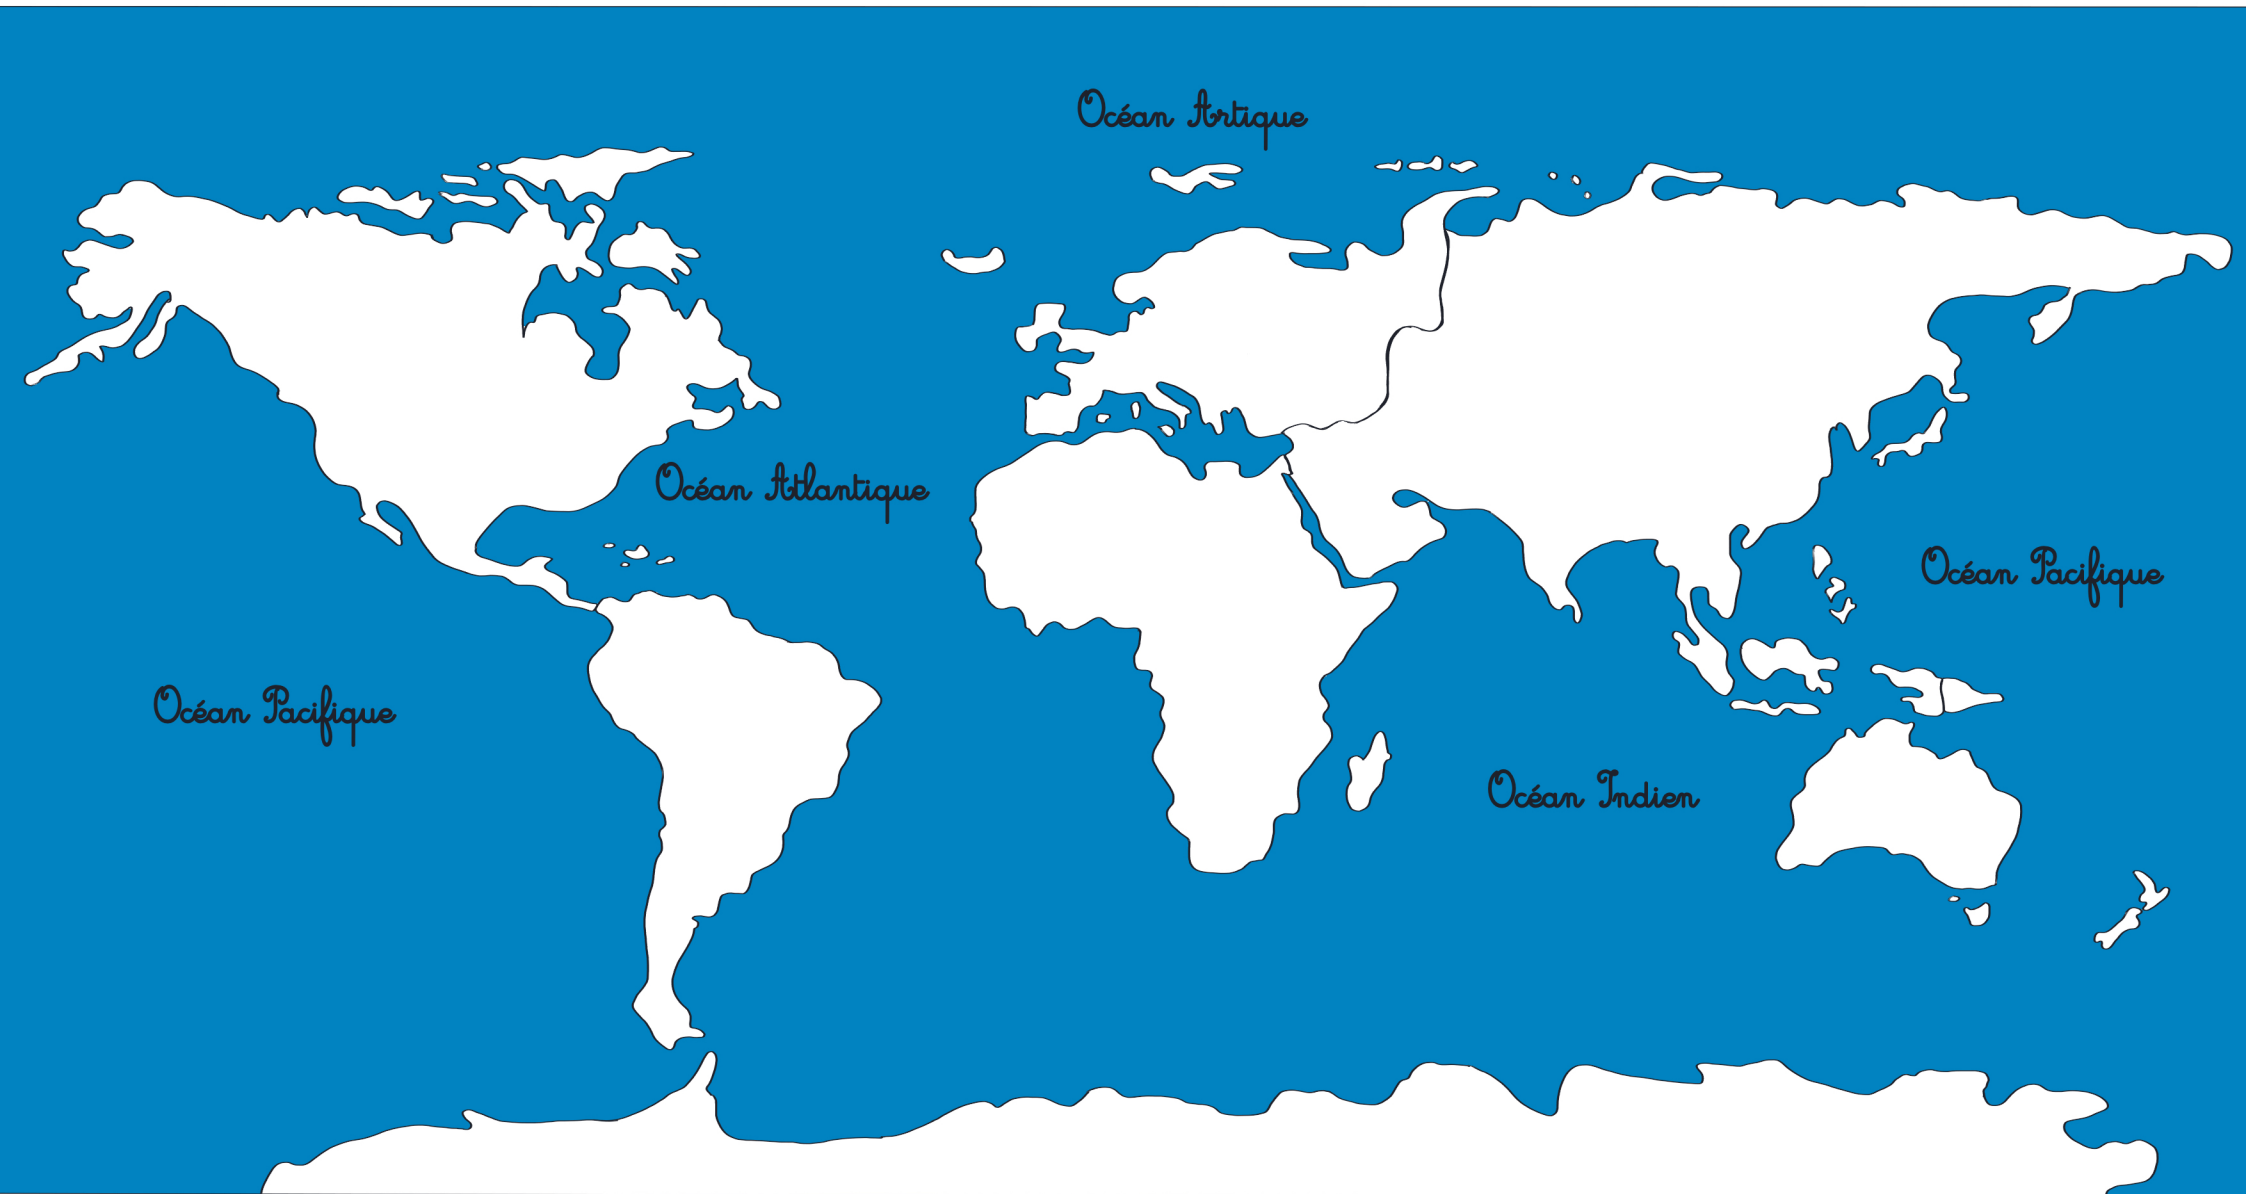 Océan Artique
Océan Atlantique
Océan Pacifique
Océan Pacifique
Océan Indien